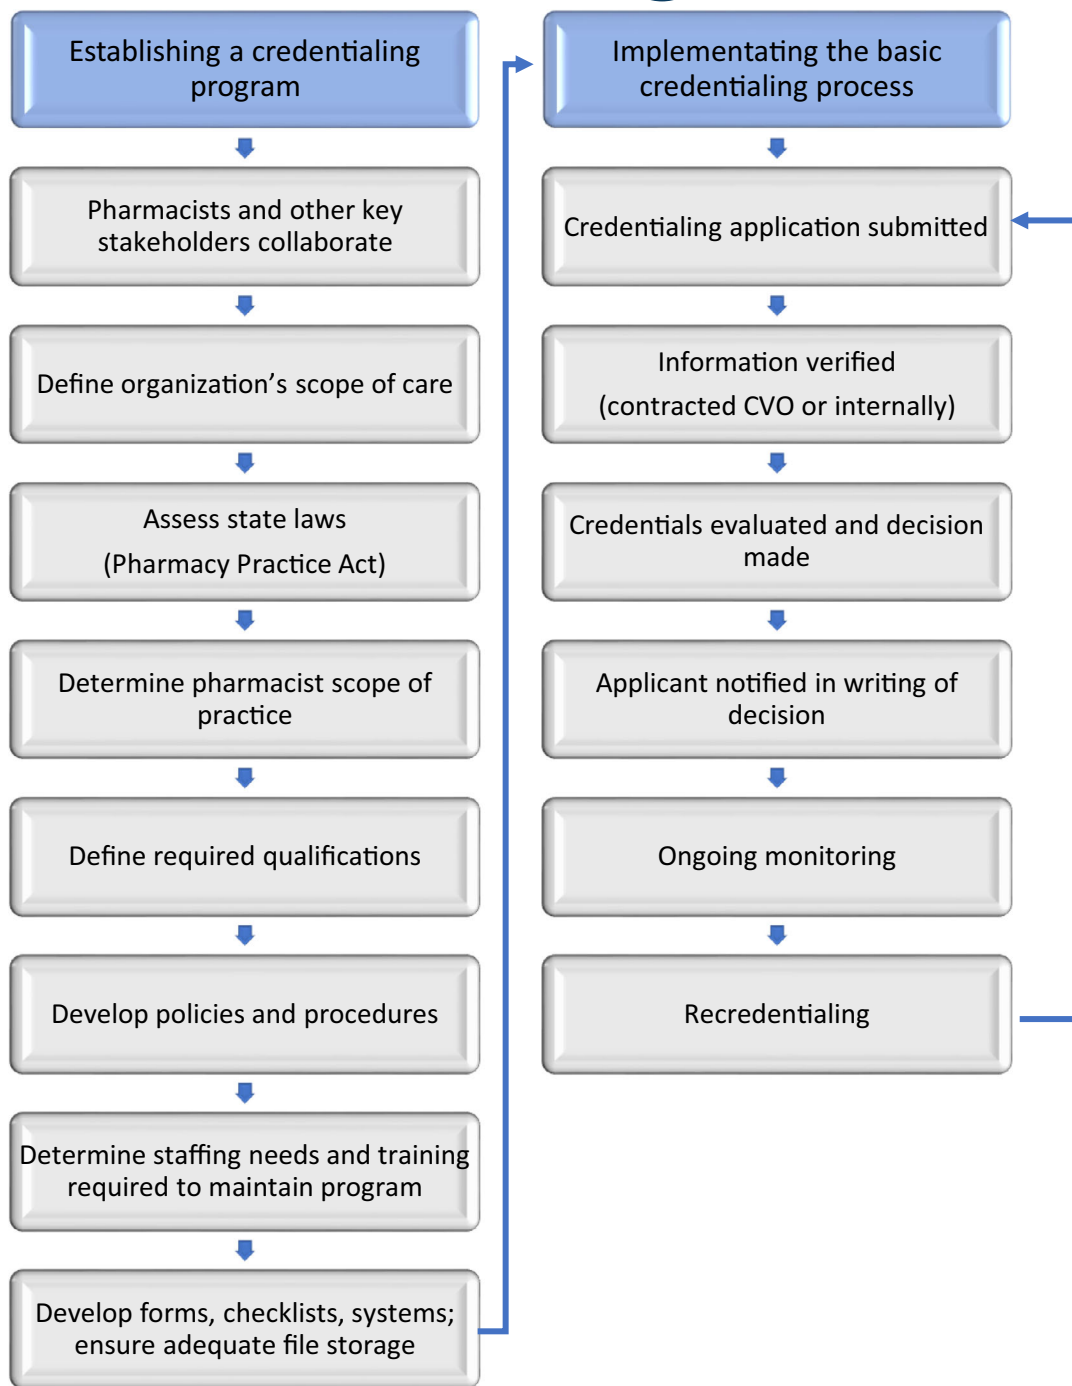 Establishing a credentialing
program
Pharmacists and other key
stakeholders collaborate
Define organization’s scope of care
Assess state laws
(Pharmacy Practice Act)
Determine pharmacist scope of
practice
Define required qualifications
Develop policies and procedures
Determine staffing needs and training
required to maintain program
Develop forms, checklists, systems;
ensure adequate file storage
Implementating the basic
credentialing process
Credentialing application submitted
Information verified
(contracted CVO or internally)
Credentials evaluated and decision
made
Applicant notified in writing of
decision
Ongoing monitoring
Recredentialing